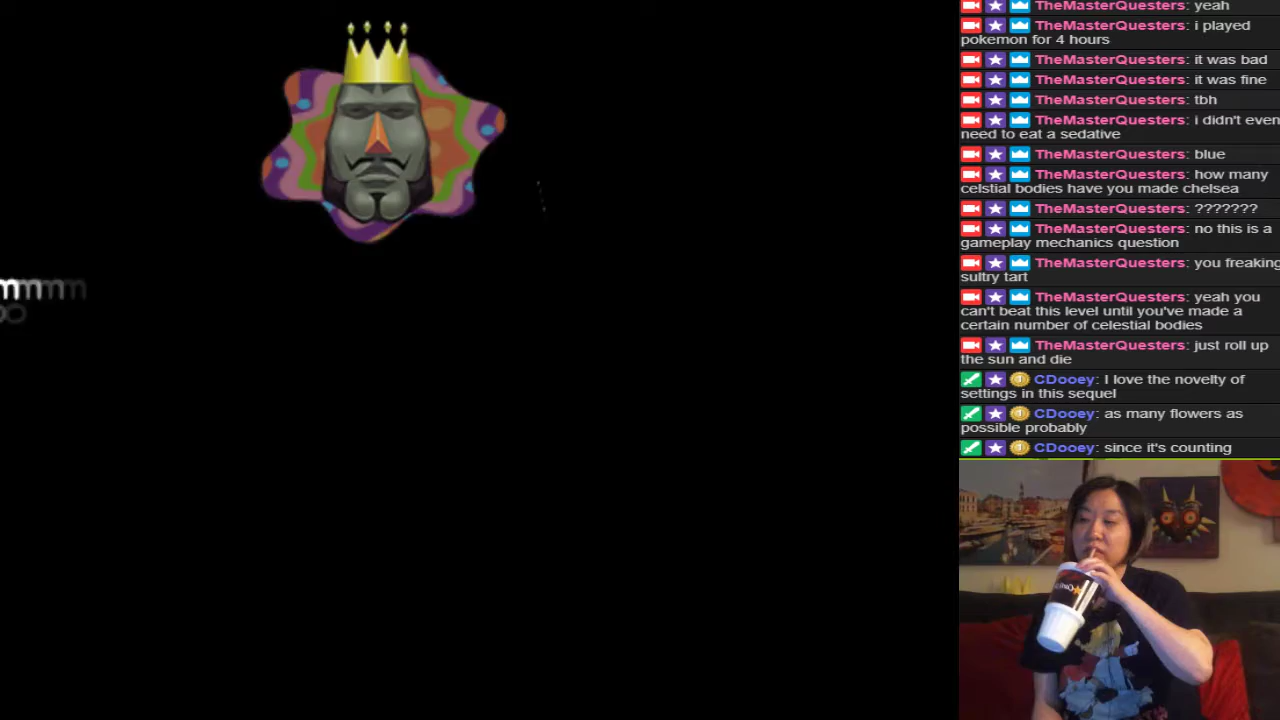 mmmm
TheMasterQuesters: yeah
TheMasterQuesters: i played
pokemon for 4 hours
TheMasterQuesters: it was bad
TheMasterQuesters: it was fine
TheMasterQuesters: tbh
TheMasterQuesters: i didn't even
need to eat a sedative
TheMasterQuesters: blue
TheMasterQuesters: how many
celstial bodies have you made chelsea
TheMasterQuesters: ???????
TheMasterQuesters: no this is a
gameplay mechanics question
TheMasterQuesters: you freaking
sultry tart
TheMasterQuesters: yeah you
can't beat this level until you've made a
certain number of celestial bodies
TheMasterQuesters: just roll up
the sun and die
CDooey: I love the novelty of
settings in this sequel
CDooey: as many flowers as
possible probably
CDooey: since it's counting